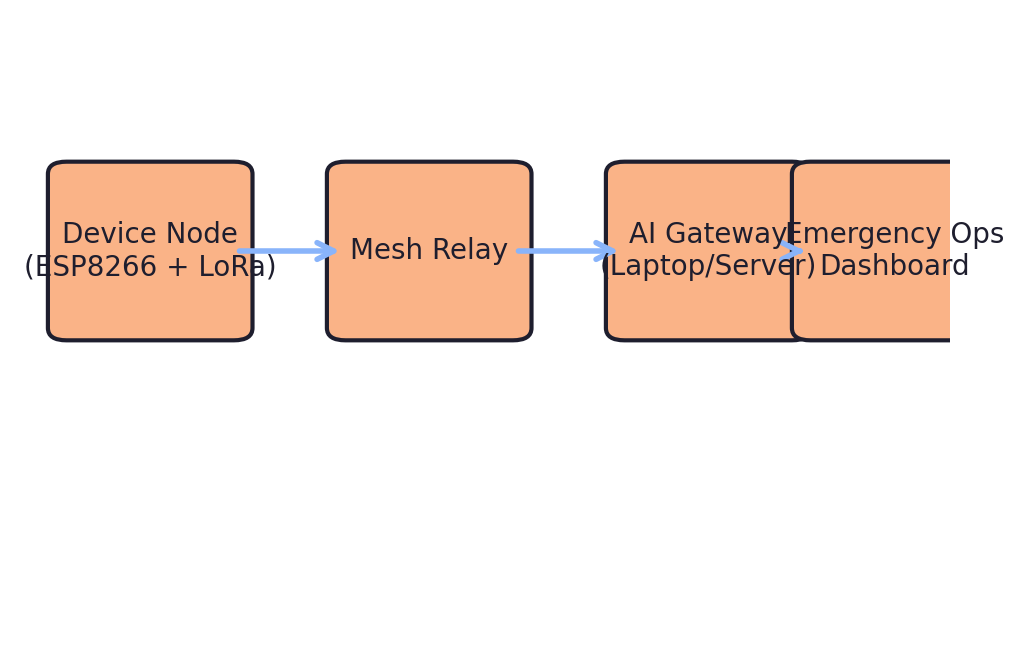 Device Node
(ESP8266 + LoRa)
Mesh Relay
AI Gateway
(Laptop/Server)
Emergency Ops
Dashboard